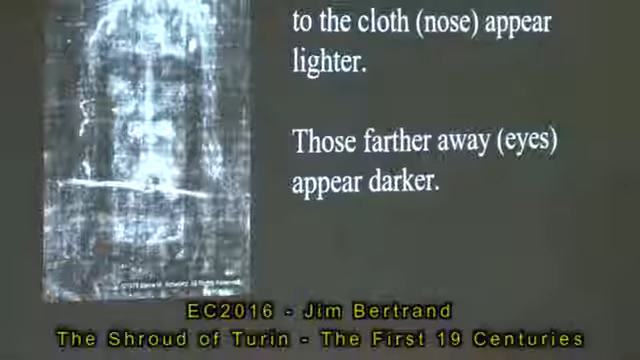 to the cloth (nose) appear
lighter.
Those farther away (eyes)
appear darker.
EC2016 - Jim Bertrand
The Shroud of Turin - The First 19 Centuries